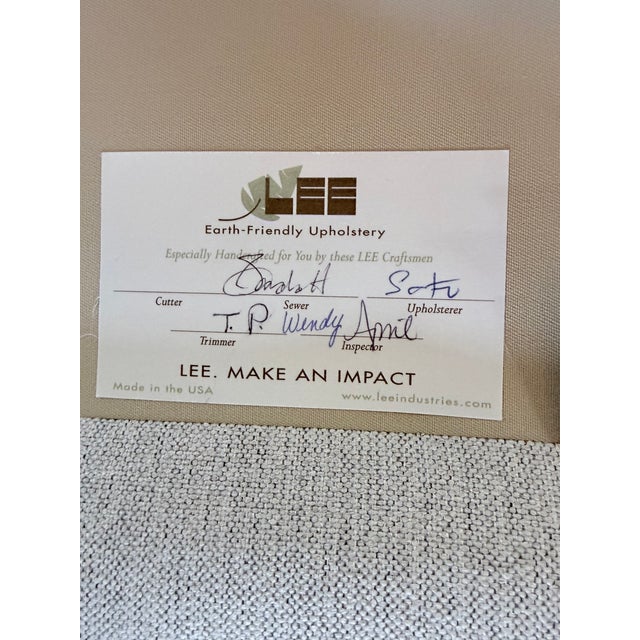 LEE
Earth-Friendly Upholstery
Especially Handcrafted for You by these LEE Craftsmen
Cutter Sewer Upholsterer
T. P. Wendy April
Trimmer Inspector
LEE. MAKE AN IMPACT
Made in the USA www.leeindustries.com